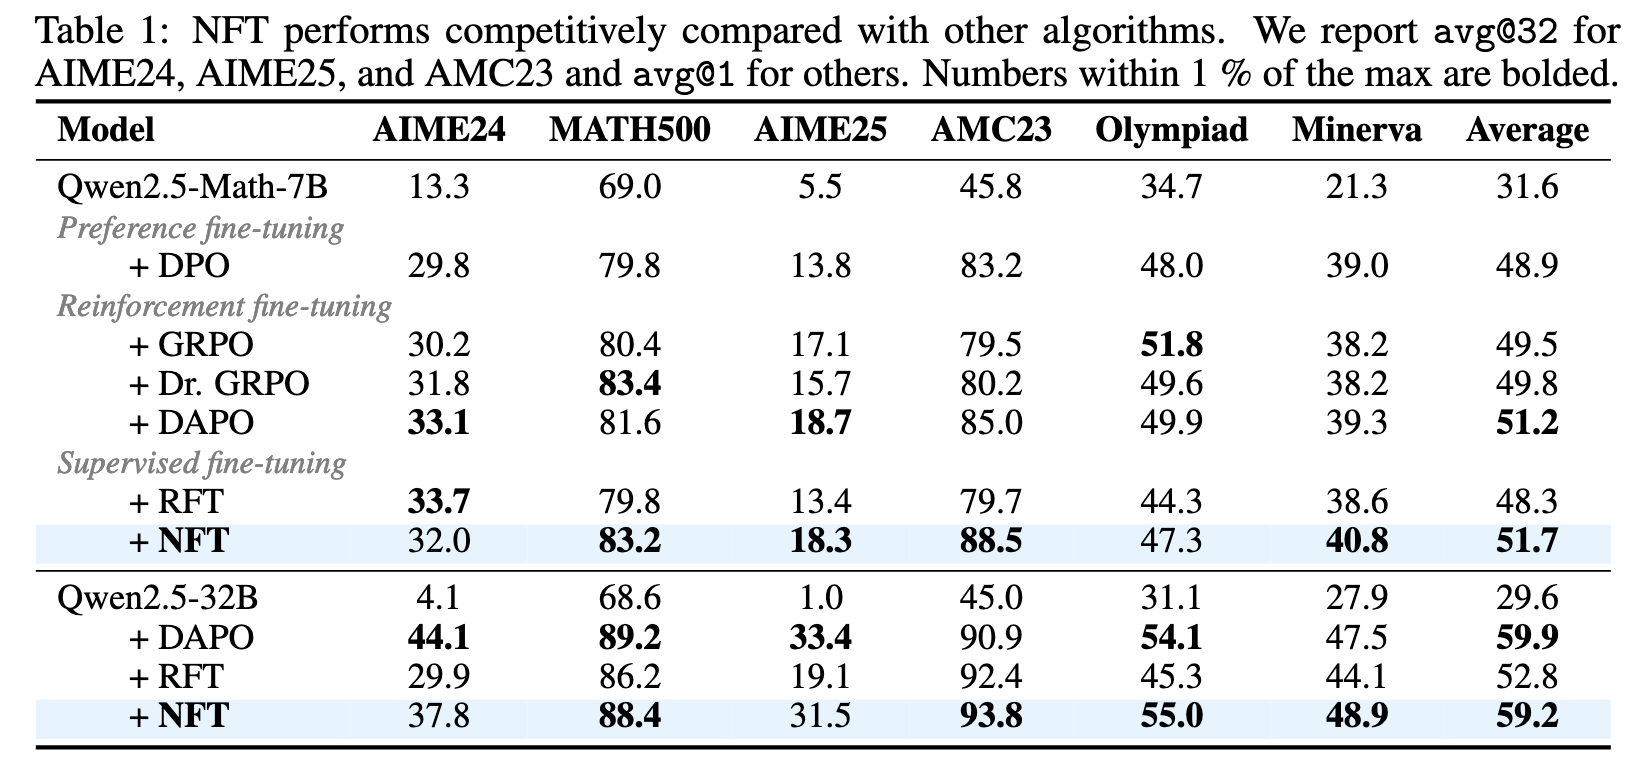 Table 1: NFT performs competitively compared with other algorithms. We report avg@32 for
AIME24, AIME25, and AMC23 and avg@1 for others. Numbers within 1 % of the max are bolded.
Model AIME24 MATH500 AIME25 AMC23 Olympiad Minerva Average
Qwen2.5-Math-7B 13.3 69.0 5.5 45.8 34.7 21.3 31.6
Preference fine-tuning
+ DPO 29.8 79.8 13.8 83.2 48.0 39.0 48.9
Reinforcement fine-tuning
+ GRPO 30.2 80.4 17.1 79.5 51.8 38.2 49.5
+ Dr. GRPO 31.8 83.4 15.7 80.2 49.6 38.2 49.8
+ DAPO 33.1 81.6 18.7 85.0 49.9 39.3 51.2
Supervised fine-tuning
+ RFT 33.7 79.8 13.4 79.7 44.3 38.6 48.3
+ NFT 32.0 83.2 18.3 88.5 47.3 40.8 51.7
Qwen2.5-32B 4.1 68.6 1.0 45.0 31.1 27.9 29.6
+ DAPO 44.1 89.2 33.4 90.9 54.1 47.5 59.9
+ RFT 29.9 86.2 19.1 92.4 45.3 44.1 52.8
+ NFT 37.8 88.4 31.5 93.8 55.0 48.9 59.2